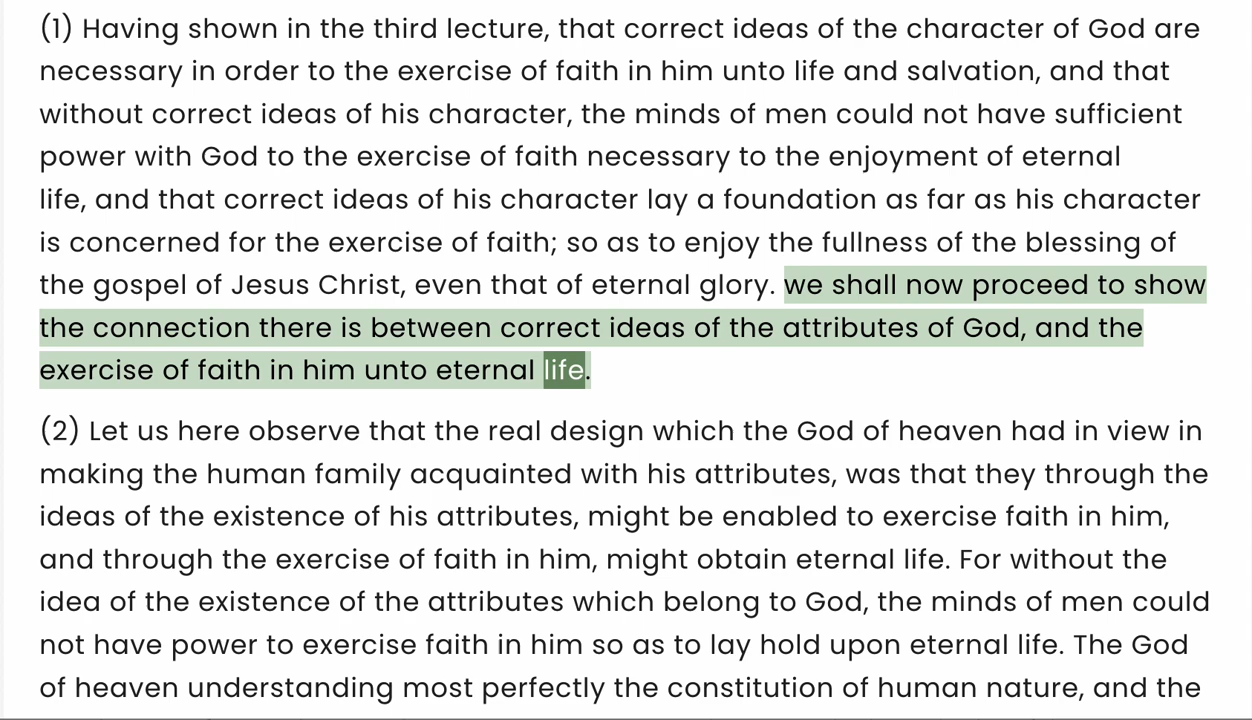 (1) Having shown in the third lecture, that correct ideas of the character of God are
necessary in order to the exercise of faith in him unto life and salvation, and that
without correct ideas of his character, the minds of men could not have sufficient
power with God to the exercise of faith necessary to the enjoyment of eternal
life, and that correct ideas of his character lay a foundation as far as his character
is concerned for the exercise of faith; so as to enjoy the fullness of the blessing of
the gospel of Jesus Christ, even that of eternal glory. we shall now proceed to show
the connection there is between correct ideas of the attributes of God, and the
exercise of faith in him unto eternal life.
(2) Let us here observe that the real design which the God of heaven had in view in
making the human family acquainted with his attributes, was that they through the
ideas of the existence of his attributes, might be enabled to exercise faith in him,
and through the exercise of faith in him, might obtain eternal life. For without the
idea of the existence of the attributes which belong to God, the minds of men could
not have power to exercise faith in him so as to lay hold upon eternal life. The God
of heaven understanding most perfectly the constitution of human nature, and the